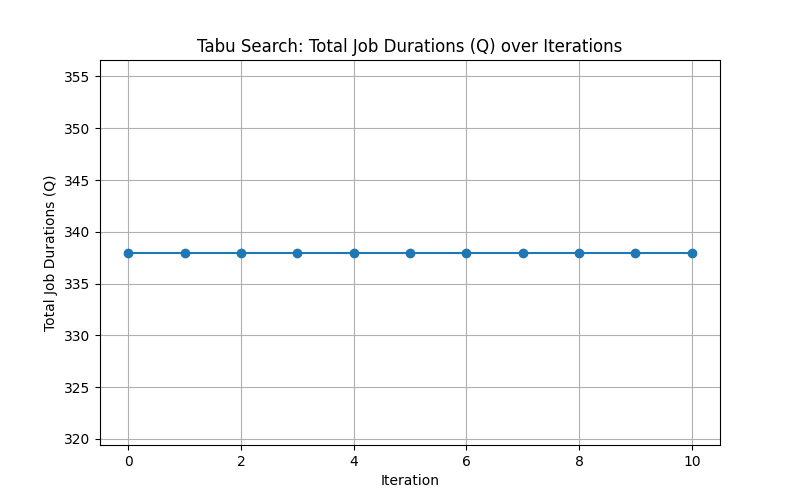 Tabu Search: Total Job Durations (Q) over Iterations
Total Job Durations (Q)
355
350
345
340
335
330
325
320
0 2 4 6 8 10
Iteration